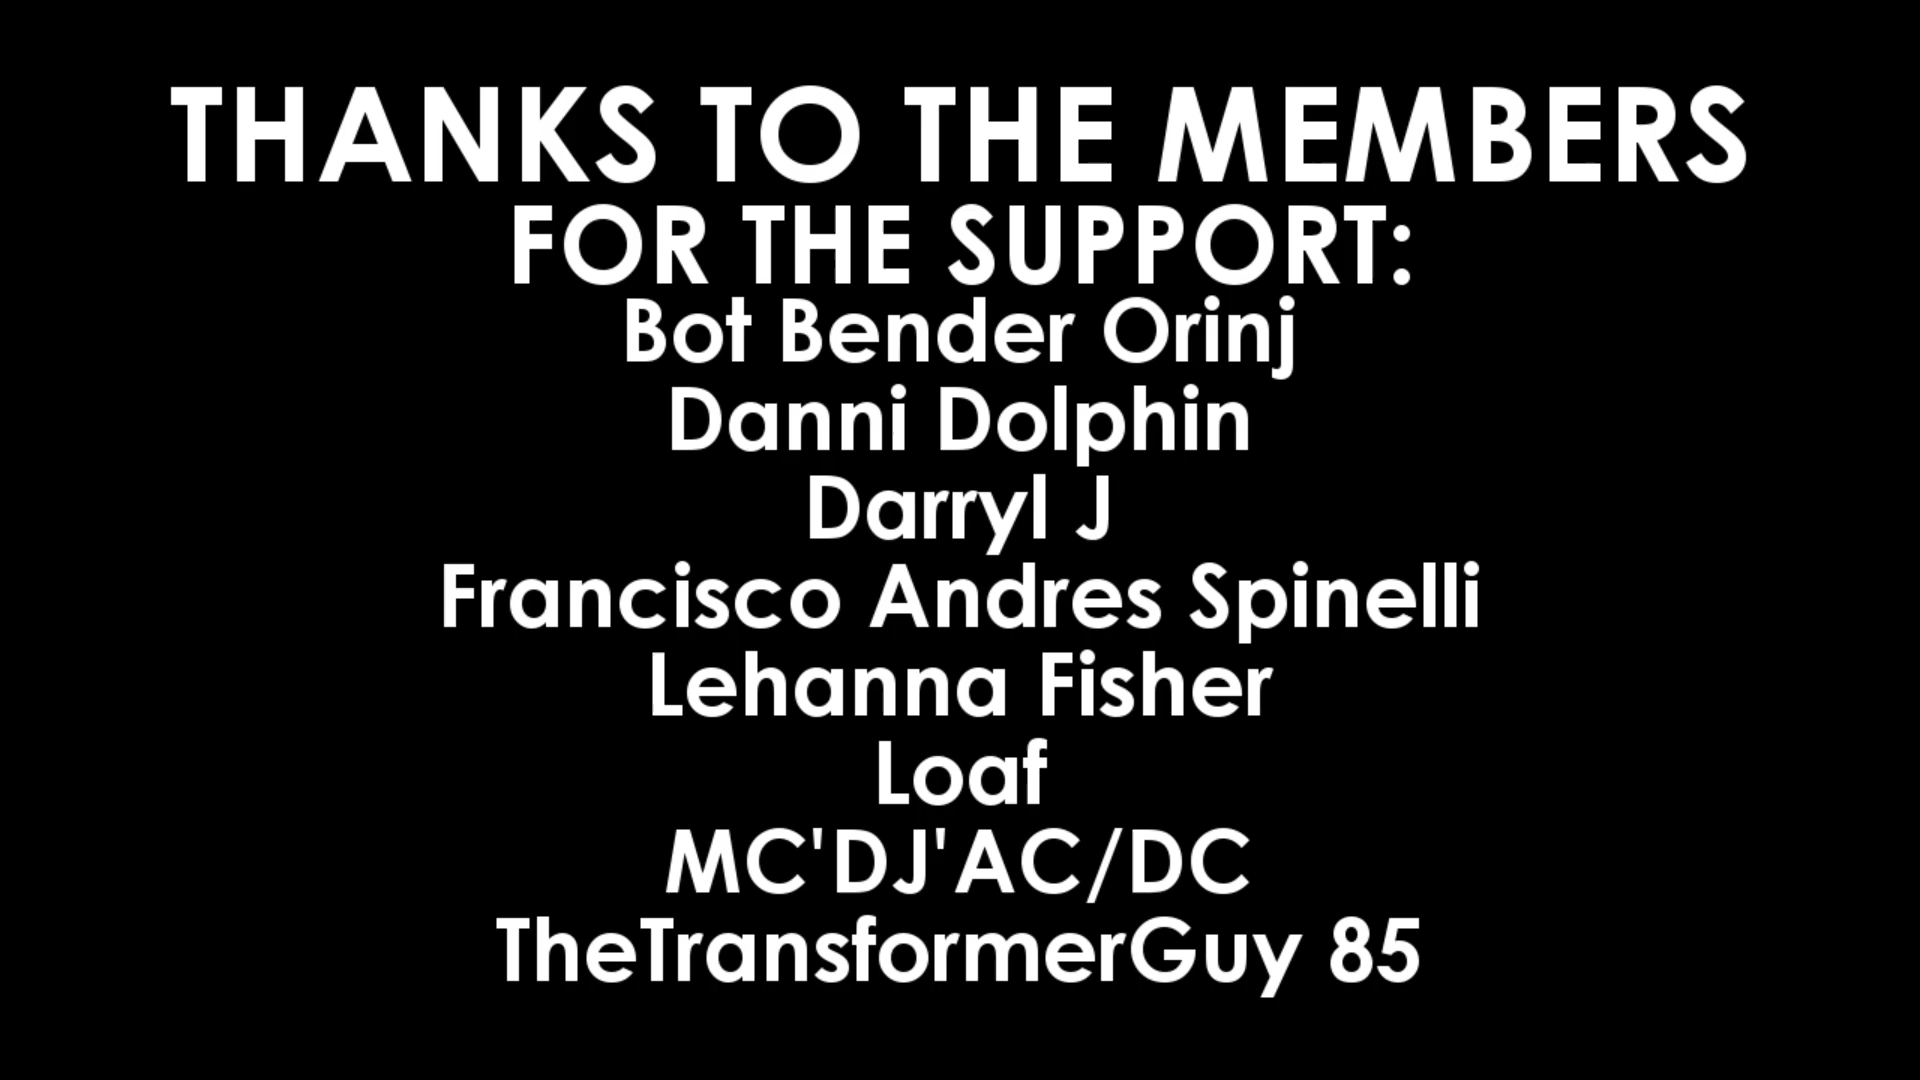 THANKS TO THE MEMBERS
FOR THE SUPPORT:
Bot Bender Orinj
Danni Dolphin
Darryl J
Francisco Andres Spinelli
Lehanna Fisher
Loaf
MC'DJ'AC/DC
TheTransformerGuy 85